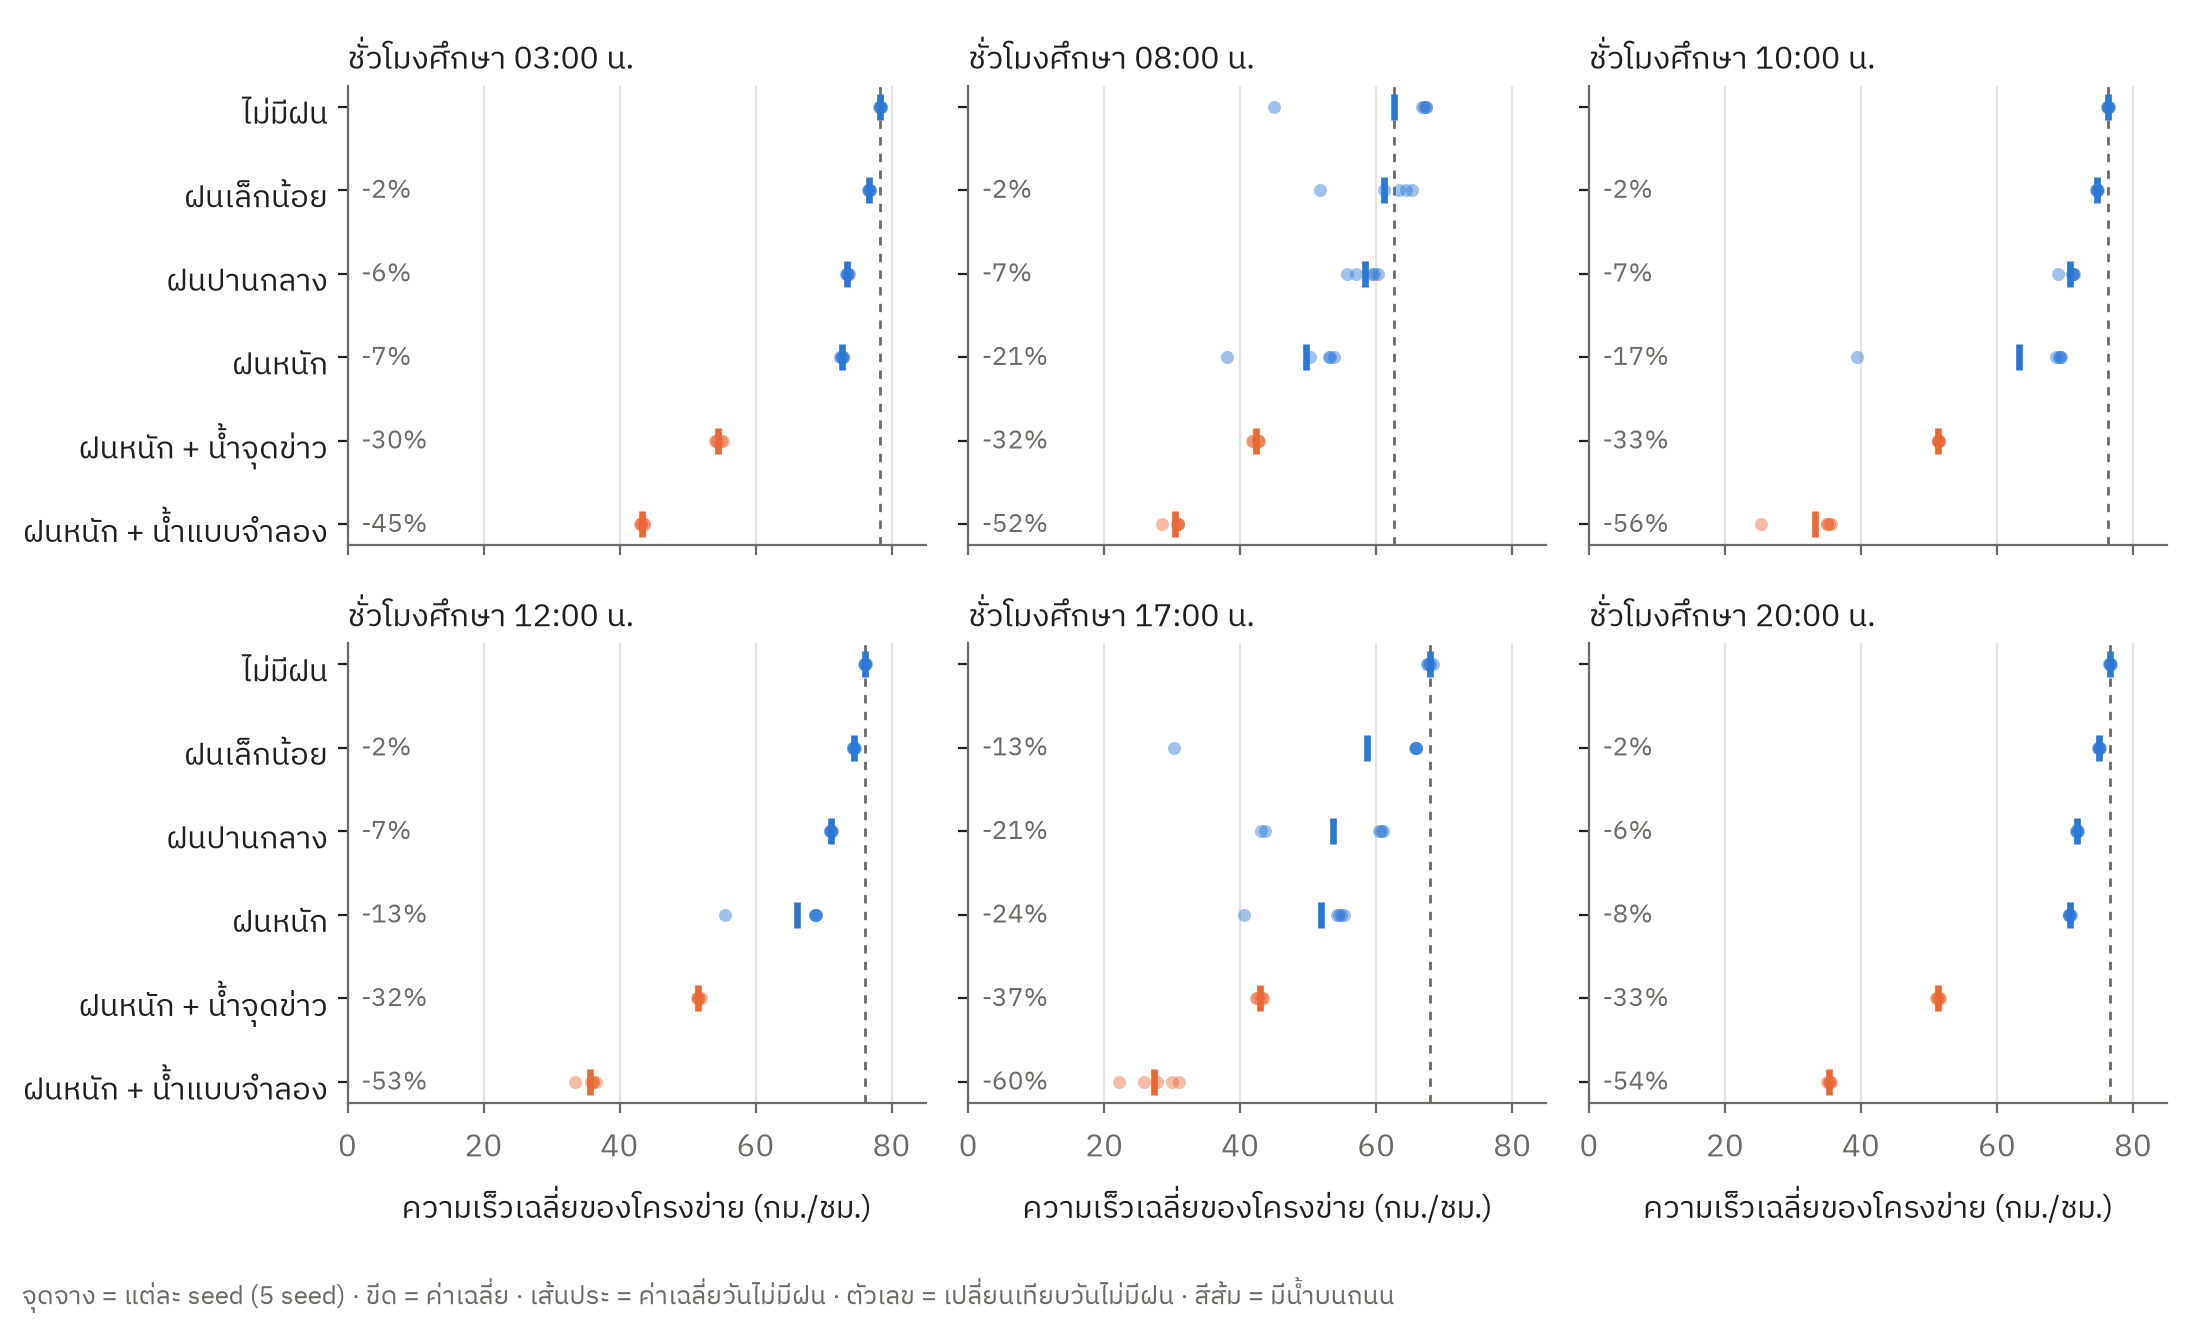 ชั่วโมงศึกษา 03:00 น.
ชั่วโมงศึกษา 08:00 น.
ชั่วโมงศึกษา 10:00 น.
ไม่มีฝน
ฝนเล็กน้อย -2% -2% -2%
ฝนปานกลาง -6% -7% -7%
ฝนหนัก -7% -21% -17%
ฝนหนัก + น้ำจุดข่าว -30% -32% -33%
ฝนหนัก + น้ำแบบจำลอง -45% -52% -56%
ชั่วโมงศึกษา 12:00 น.
ชั่วโมงศึกษา 17:00 น.
ชั่วโมงศึกษา 20:00 น.
ไม่มีฝน
ฝนเล็กน้อย -2% -13% -2%
ฝนปานกลาง -7% -21% -6%
ฝนหนัก -13% -24% -8%
ฝนหนัก + น้ำจุดข่าว -32% -37% -33%
ฝนหนัก + น้ำแบบจำลอง -53% -60% -54%
0 20 40 60 80 0 20 40 60 80 0 20 40 60 80
ความเร็วเฉลี่ยของโครงข่าย (กม./ชม.)
ความเร็วเฉลี่ยของโครงข่าย (กม./ชม.)
ความเร็วเฉลี่ยของโครงข่าย (กม./ชม.)
จุดจาง = แต่ละ seed (5 seed) · ขีด = ค่าเฉลี่ย · เส้นประ = ค่าเฉลี่ยวันไม่มีฝน · ตัวเลข = เปลี่ยนเทียบวันไม่มีฝน · สีส้ม = มีน้ำบนถนน